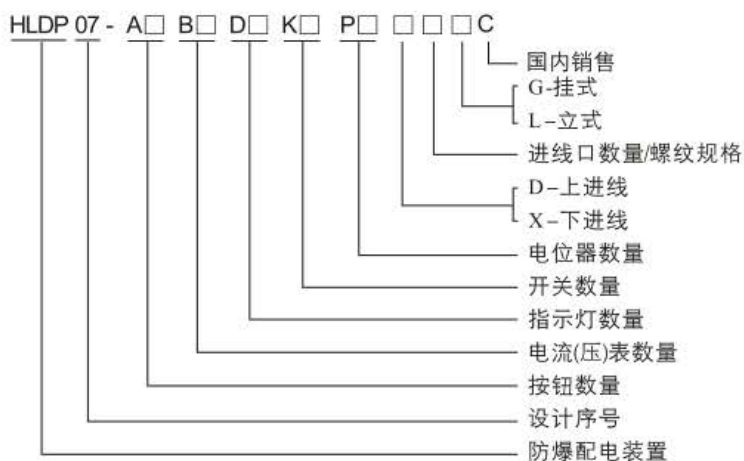 HLDP 07 - A□ B□ D□ K□ P□ □ □ □ C
国内销售
G-挂式
L-立式
进线口数量/螺纹规格
D-上进线
X-下进线
电位器数量
开关数量
指示灯数量
电流(压)表数量
按钮数量
设计序号
防爆配电装置